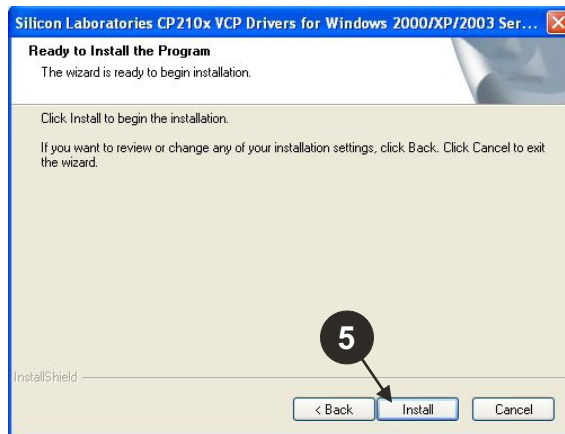 Silicon Laboratories CP210x VCP Drivers for Windows 2000/XP/2003 Ser...
Ready to Install the Program
The wizard is ready to begin installation.
Click Install to begin the installation.
If you want to review or change any of your installation settings, click Back. Click Cancel to exit
the wizard.
5
InstallShield
< Back
Install
Cancel